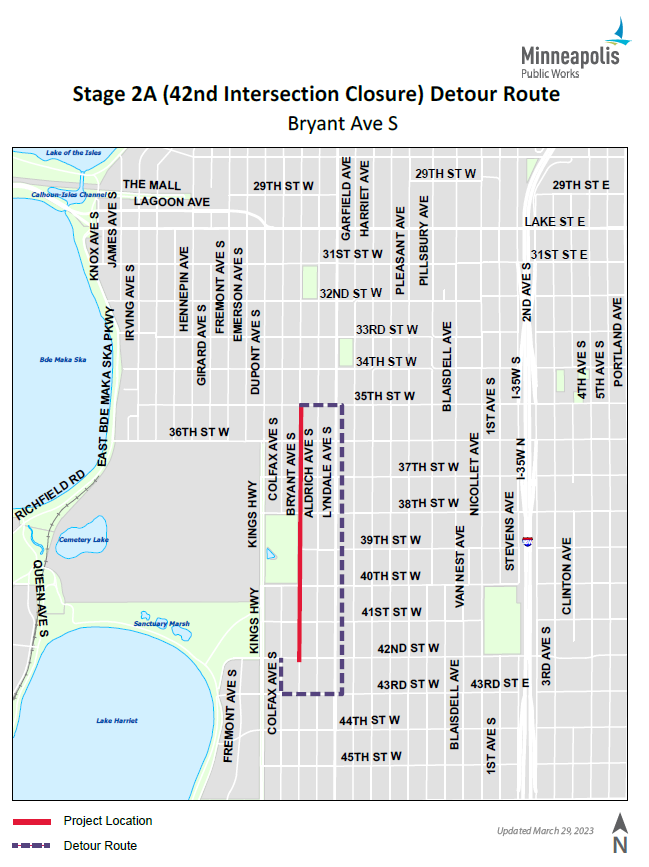 Minneapolis
Public Works
Stage 2A (42nd Intersection Closure) Detour Route
Bryant Ave S
Lake of the Isles
Calhoun-Isles Channel
THE MALL
LAGOON AVE
29TH ST W
29TH ST W
29TH ST E
LAKE ST E
31ST ST W
31ST ST E
32ND ST W
33RD ST W
34TH ST W
35TH ST W
36TH ST W
37TH ST W
38TH ST W
39TH ST W
40TH ST W
41ST ST W
42ND ST W
43RD ST W
43RD ST E
44TH ST W
45TH ST W
KNOX AVE S
JAMES AVE S
IRVING AVE S
HENNEPIN AVE
GIRARD AVE S
FREMONT AVE S
EMERSON AVE S
DUPONT AVE S
GARFIELD AVE
HARRIET AVE
PLEASANT AVE
PILLSBURY AVE
BLAISDELL AVE
1ST AVE S
I-35W S
2ND AVE S
4TH AVE S
5TH AVE S
PORTLAND AVE
Bde Maka Ska
EAST BDE MAKA SKA PKWY
RICHFIELD RD
Cemetery Lake
QUEEN AVE S
Sanctuary Marsh
Lake Harriet
KINGS HWY
KINGS HWY
COLFAX AVE S
BRYANT AVE S
ALDRICH AVE S
LYNDALE AVE S
NICOLLET AVE
I-35W N
STEVENS AVE
VAN NEST AVE
CLINTON AVE
3RD AVE S
FREMONT AVE S
COLFAX AVE S
BLAISDELL AVE
1ST AVE S
Project Location
Detour Route
Updated March 29, 2023
N